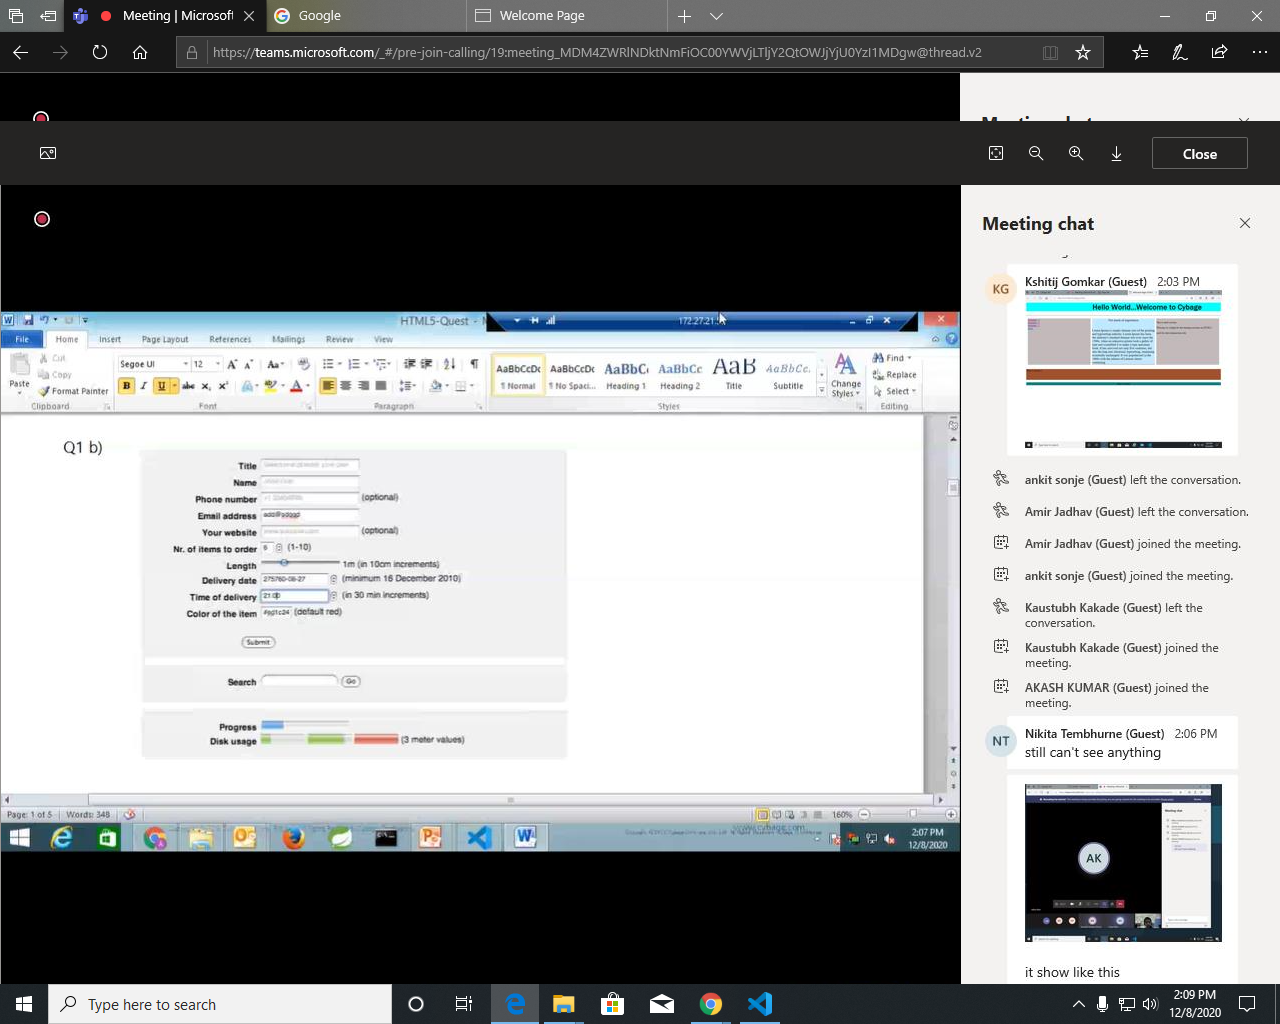 Meeting | Microsoft
Google
Welcome Page
https://teams.microsoft.com/_#/pre-join-calling/19:meeting_MDM4ZWRlNDktNmFiOC00YWVjLTljY2QtOWJjYjU0YzI1MDgw@thread.v2
Close
Meeting chat
KG
Kshitij Gomkar (Guest) 2:03 PM
Hello World...Welcome to Cybage
ankit sonje (Guest) left the conversation.
Amir Jadhav (Guest) left the conversation.
Amir Jadhav (Guest) joined the meeting.
ankit sonje (Guest) joined the meeting.
Kaustubh Kakade (Guest) left the
conversation.
Kaustubh Kakade (Guest) joined the
meeting.
AKASH KUMAR (Guest) joined the
meeting.
NT
Nikita Tembhurne (Guest) 2:06 PM
still can't see anything
AK
it show like this
HTML5-Quest -
File Home Insert Page Layout References Mailings Review View
Paste
Cut
Copy
Format Painter
Clipboard
Segoe UI 12
Font
Paragraph
AaBbCcDc AaBbCcDc AaBbC AaBbCc AaB AaBbCc.
¶ Normal ¶ No Spaci... Heading 1 Heading 2 Title Subtitle
Styles
Change
Styles
Find
Replace
Select
Editing
Q1 b)
Title
Name
Phone number (optional)
Email address
Your website (optional)
Nr. of items to order (1-10)
Length 1m (in 10cm increments)
Delivery date 275760-08-27 (minimum 16 December 2010)
Time of delivery (in 30 min increments)
Color of the item (default red)
Submit
Search Go
Progress
Disk usage (3 meter values)
Page: 1 of 5 Words: 348 160%
www.cybage.com
2:07 PM
12/8/2020
Type here to search
2:09 PM
12/8/2020